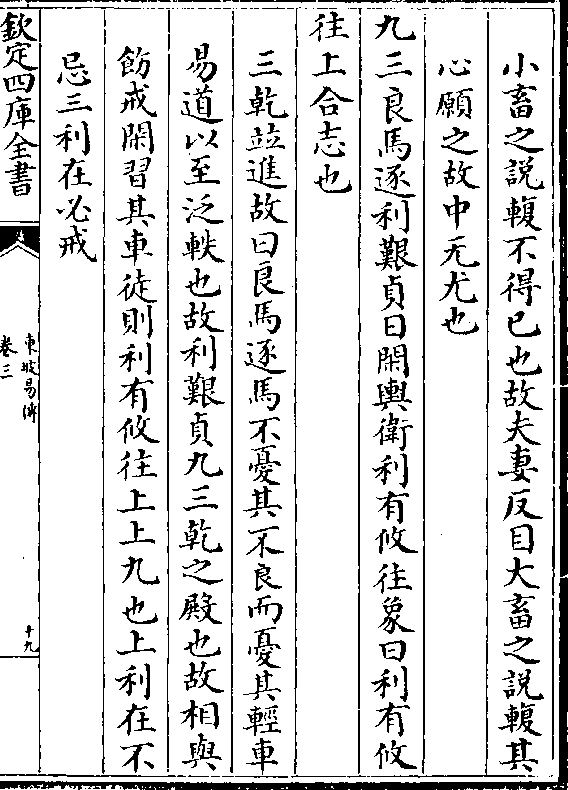 小畜之說輹不得已也故夫妻反目大畜之說輹其
心願之故中无尤也
九三良馬逐利艱貞日閑輿衛利有攸往象曰利有攸
往上合志也
三乾並進故曰良馬逐馬不憂其不良而憂其輕車
易道以至泛軼也故利艱貞九三乾之殿也故相與
飭戒閑習其車徒則利有攸往上上九也上利在不
忌三利在必戒
欽定四庫全書
東坡易傳
卷三
十九